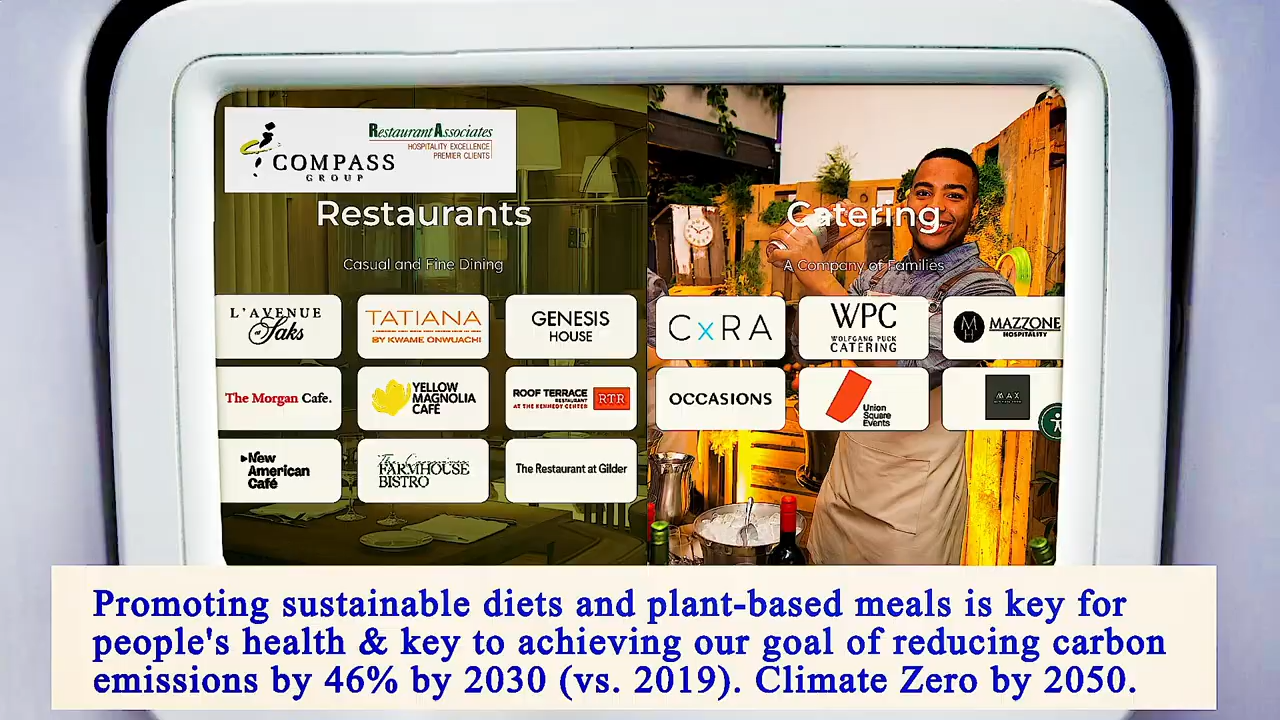 COMPASS
GROUP
Restaurant Associates
HOSPITALITY EXCELLENCE
PREMIER CLIENTS
Restaurants
Casual and Fine Dining
L'AVENUE
at Saks
TATIANA
BY KWAME ONWUACHI
GENESIS
HOUSE
The Morgan Cafe.
YELLOW
MAGNOLIA
CAFÉ
ROOF TERRACE
RESTAURANT
AT THE KENNEDY CENTER
RTR
New
American
Café
FARMHOUSE
BISTRO
The Restaurant at Gilder
Catering
A Company of Families
CxRA
WPC
WOLFGANG PUCK
CATERING
MH
MAZZONE
HOSPITALITY
OCCASIONS
Union
Square
Events
MAX
Promoting sustainable diets and plant-based meals is key for
people's health & key to achieving our goal of reducing carbon
emissions by 46% by 2030 (vs. 2019). Climate Zero by 2050.